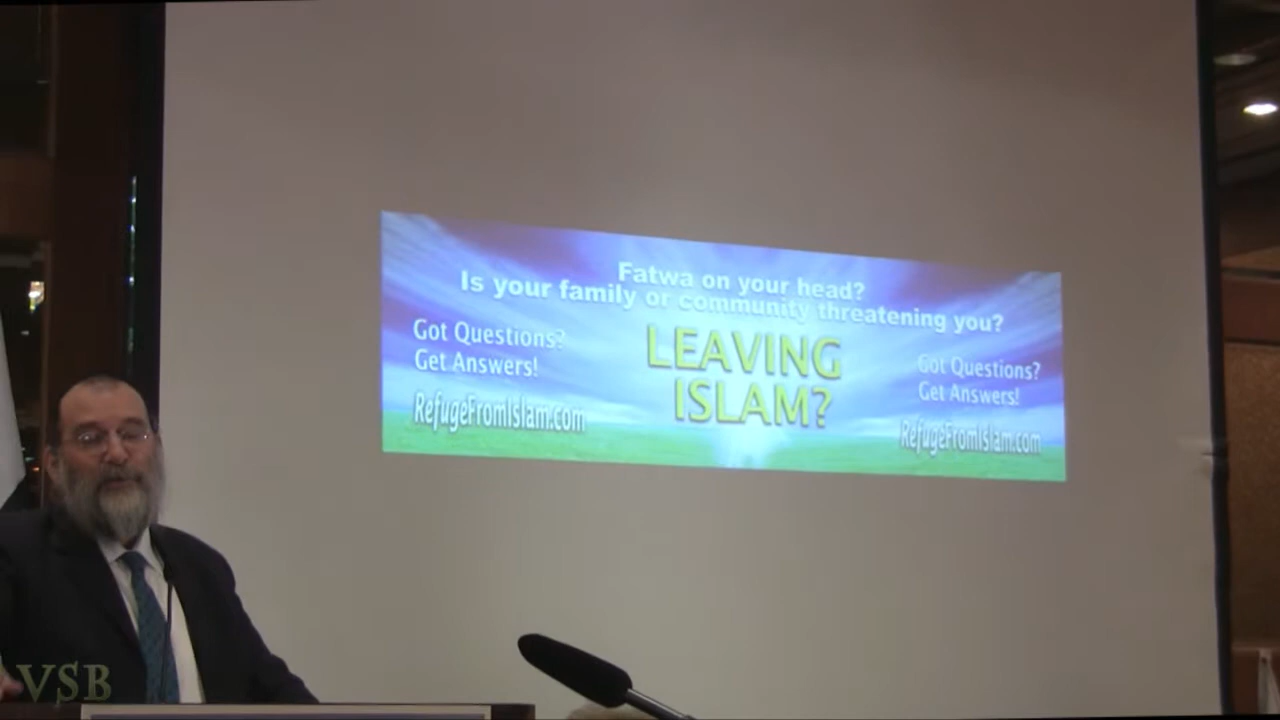 Fatwa on your head?
Is your family or community threatening you?
Got Questions?
Get Answers!
RefugeFromIslam.com
LEAVING
ISLAM?
Got Questions?
Get Answers!
RefugeFromIslam.com
VSB